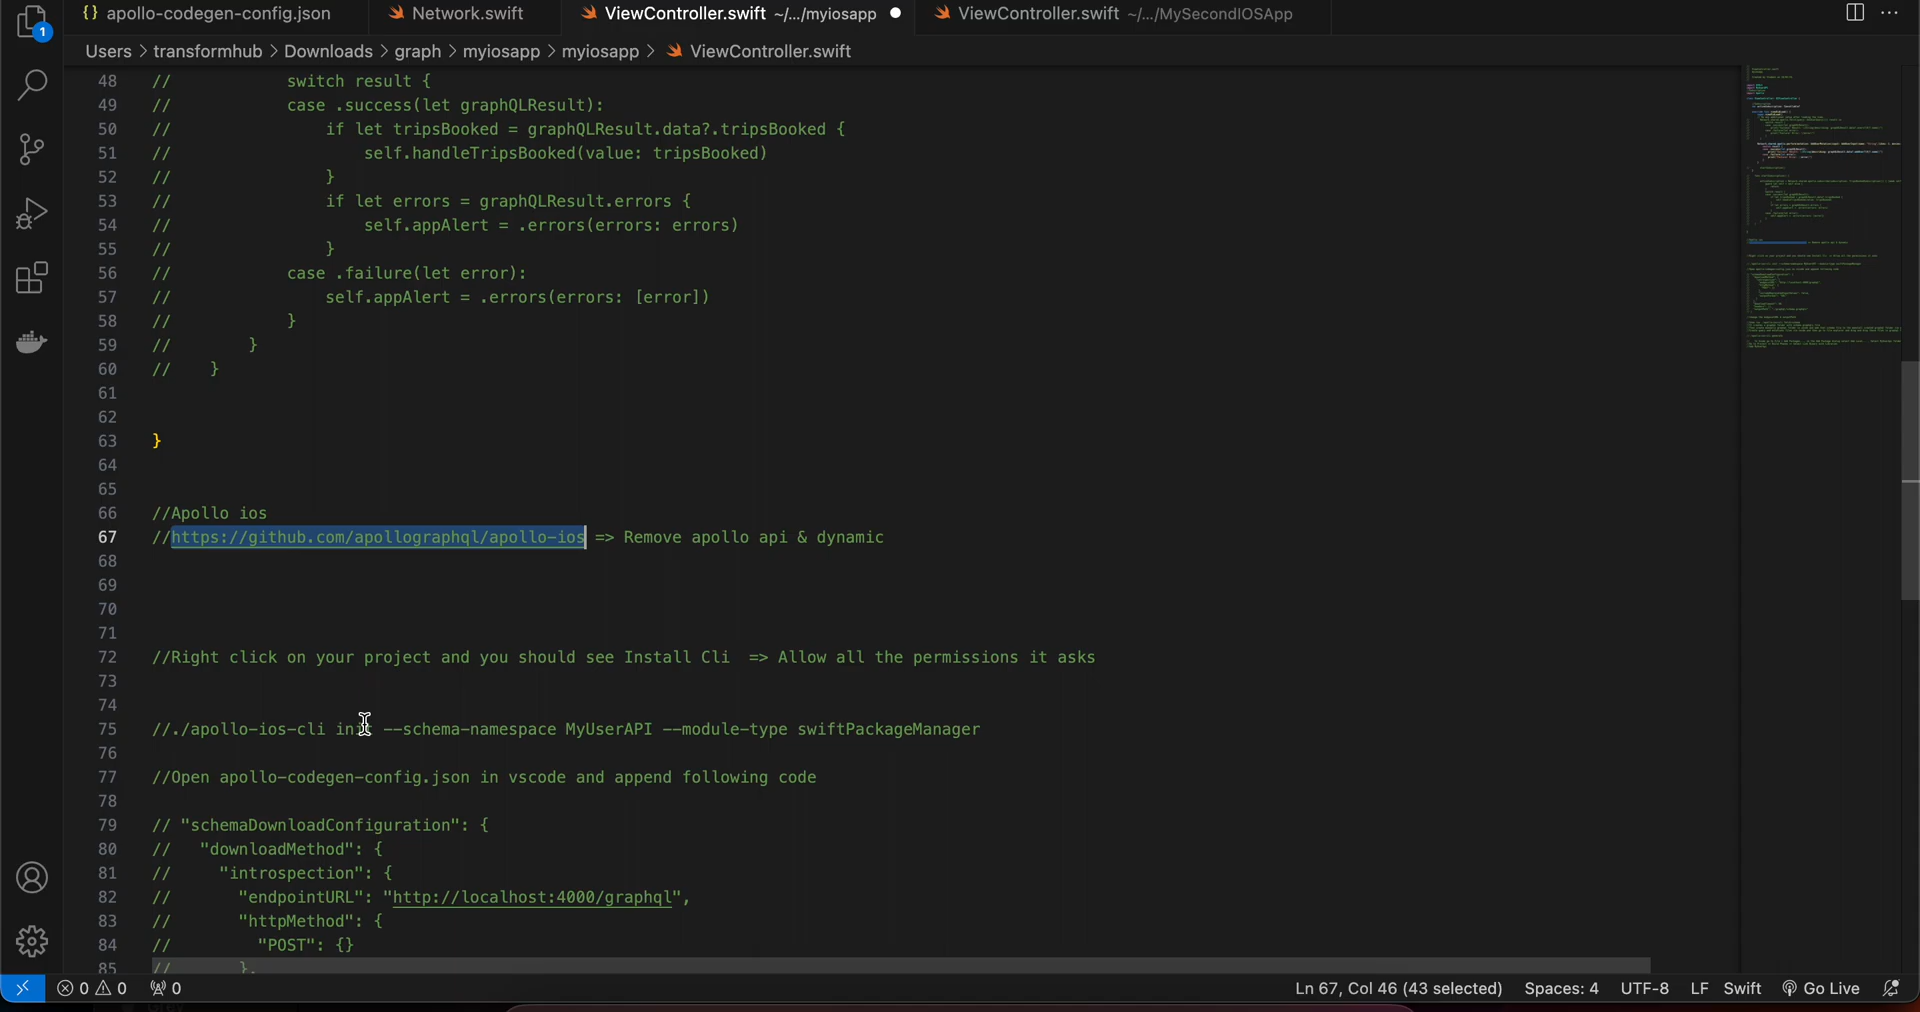 {} apollo-codegen-config.json Network.swift ViewController.swift ~/.../myiosapp ViewController.swift ~/.../MySecondIOSApp
1
Users > transformhub > Downloads > graph > myiosapp > myiosapp > ViewController.swift
48 // switch result {
49 // case .success(let graphQLResult):
50 // if let tripsBooked = graphQLResult.data?.tripsBooked {
51 // self.handleTripsBooked(value: tripsBooked)
52 // }
53 // if let errors = graphQLResult.errors {
54 // self.appAlert = .errors(errors: errors)
55 // }
56 // case .failure(let error):
57 // self.appAlert = .errors(errors: [error])
58 // }
59 // }
60 // }
61
62
63 }
64
65
66 //Apollo ios
67 //https://github.com/apollographql/apollo-ios => Remove apollo api & dynamic
68
69
70
71
72 //Right click on your project and you should see Install Cli => Allow all the permissions it asks
73
74
75 //./apollo-ios-cli init --schema-namespace MyUserAPI --module-type swiftPackageManager
76
77 //Open apollo-codegen-config.json in vscode and append following code
78
79 // "schemaDownloadConfiguration": {
80 // "downloadMethod": {
81 // "introspection": {
82 // "endpointURL": "http://localhost:4000/graphql",
83 // "httpMethod": {
84 // "POST": {}
85 // },
0 0 0 Ln 67, Col 46 (43 selected) Spaces: 4 UTF-8 LF Swift Go Live